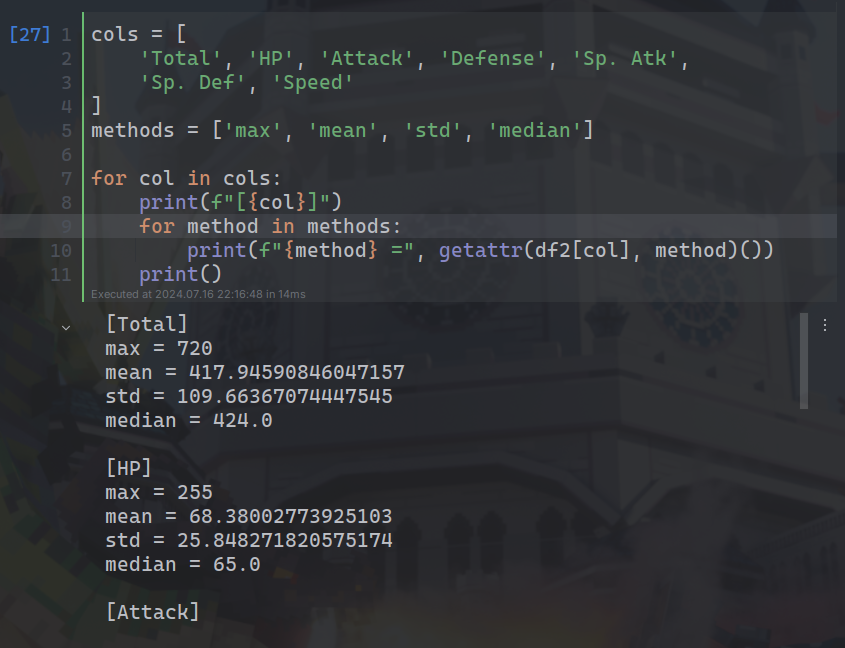 [27] 1 cols = [
2     'Total', 'HP', 'Attack', 'Defense', 'Sp. Atk',
3     'Sp. Def', 'Speed'
4 ]
5 methods = ['max', 'mean', 'std', 'median']
6
7 for col in cols:
8     print(f"[{col}]")
9     for method in methods:
10         print(f"{method} =", getattr(df2[col], method)())
11     print()
Executed at 2024.07.16 22:16:48 in 14ms
[Total]
max = 720
mean = 417.94590846047157
std = 109.66367074447545
median = 424.0

[HP]
max = 255
mean = 68.38002773925103
std = 25.848271820575174
median = 65.0

[Attack]